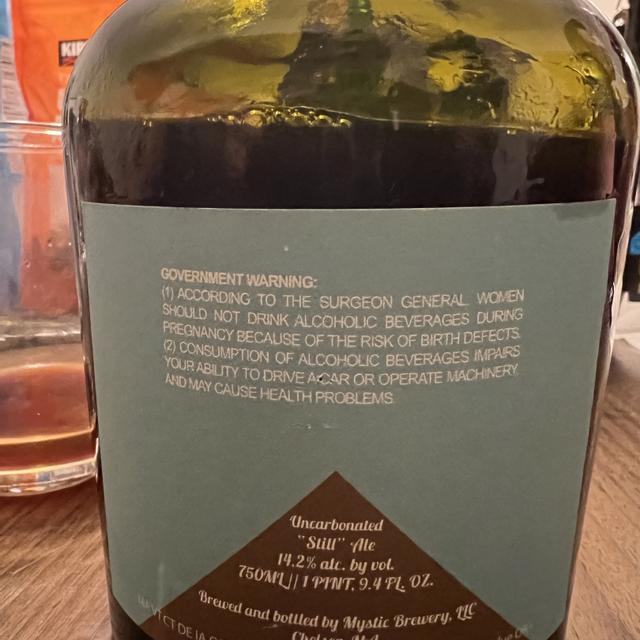 KIR
GOVERNMENT WARNING:
(1) ACCORDING TO THE SURGEON GENERAL WOMEN
SHOULD NOT DRINK ALCOHOLIC BEVERAGES DURING
PREGNANCY BECAUSE OF THE RISK OF BIRTH DEFECTS.
(2) CONSUMPTION OF ALCOHOLIC BEVERAGES IMPAIRS
YOUR ABILITY TO DRIVE A CAR OR OPERATE MACHINERY
AND MAY CAUSE HEALTH PROBLEMS.
Uncarbonated
"Still" Ale
14.2% alc. by vol.
750ML // 1 PINT, 9.4 FL. OZ.
Brewed and bottled by Mystic Brewery, LLC
Chelsea, MA